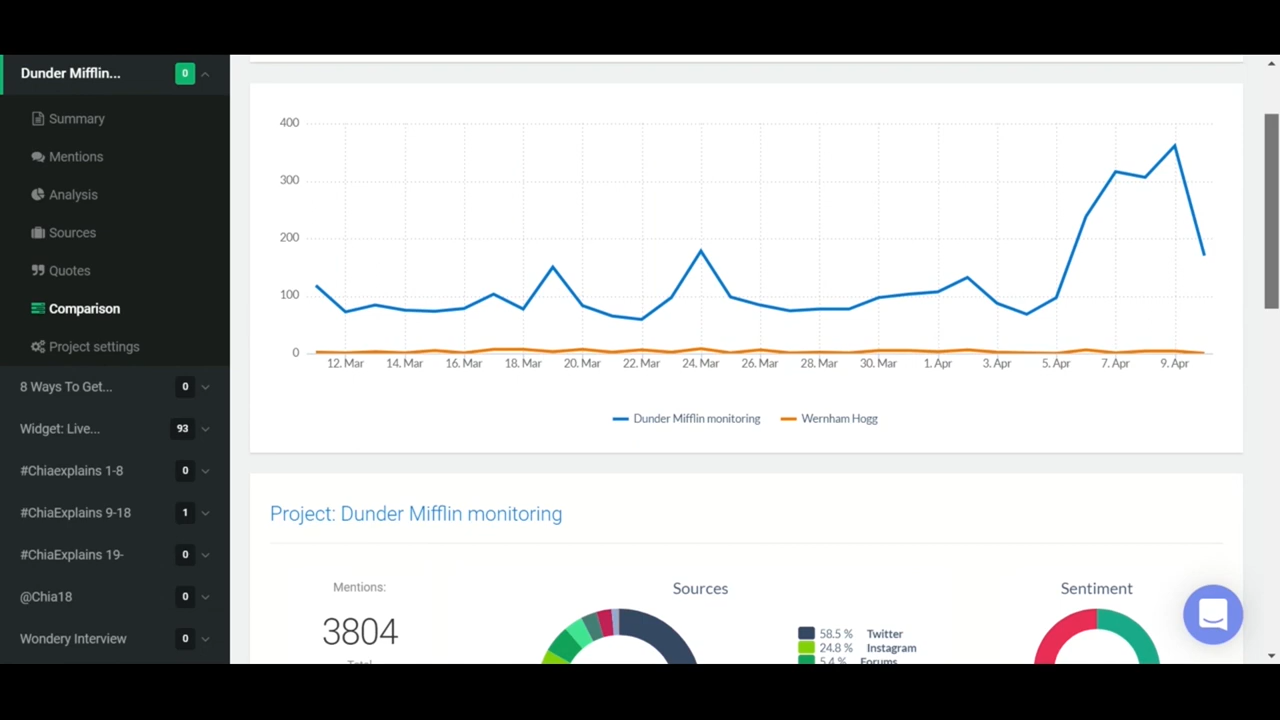 Dunder Mifflin... 0
Summary
Mentions
Analysis
Sources
Quotes
Comparison
Project settings
8 Ways To Get... 0
Widget: Live... 93
#Chiaexplains 1-8 0
#ChiaExplains 9-18 1
#ChiaExplains 19- 0
@Chia18 0
Wondery Interview 0
400
300
200
100
0
12. Mar 14. Mar 16. Mar 18. Mar 20. Mar 22. Mar 24. Mar 26. Mar 28. Mar 30. Mar 1. Apr 3. Apr 5. Apr 7. Apr 9. Apr
Dunder Mifflin monitoring Wernham Hogg
Project: Dunder Mifflin monitoring
Mentions:
3804
Total
Sources
58.5 % Twitter
24.8 % Instagram
5.4 % Forums
Sentiment